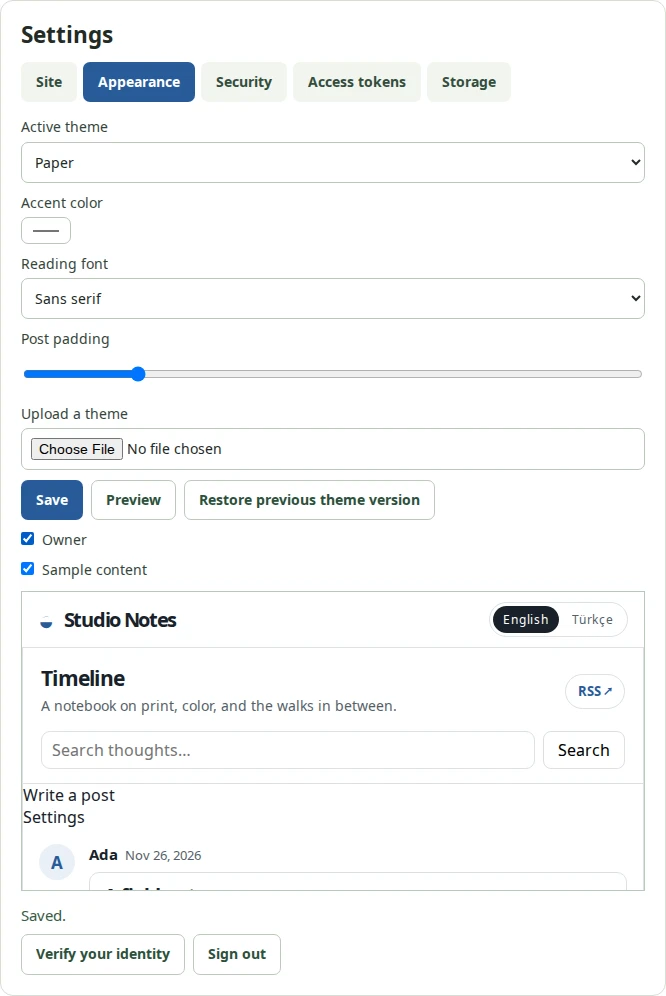 Settings
Site Appearance Security Access tokens Storage
Active theme
Paper
Accent color
Reading font
Sans serif
Post padding
Upload a theme
Choose File No file chosen
Save Preview Restore previous theme version
Owner
Sample content
Studio Notes English Türkçe
Timeline
RSS↗
A notebook on print, color, and the walks in between.
Search thoughts... Search
Write a post
Settings
A Ada Nov 26, 2026
Saved.
Verify your identity Sign out